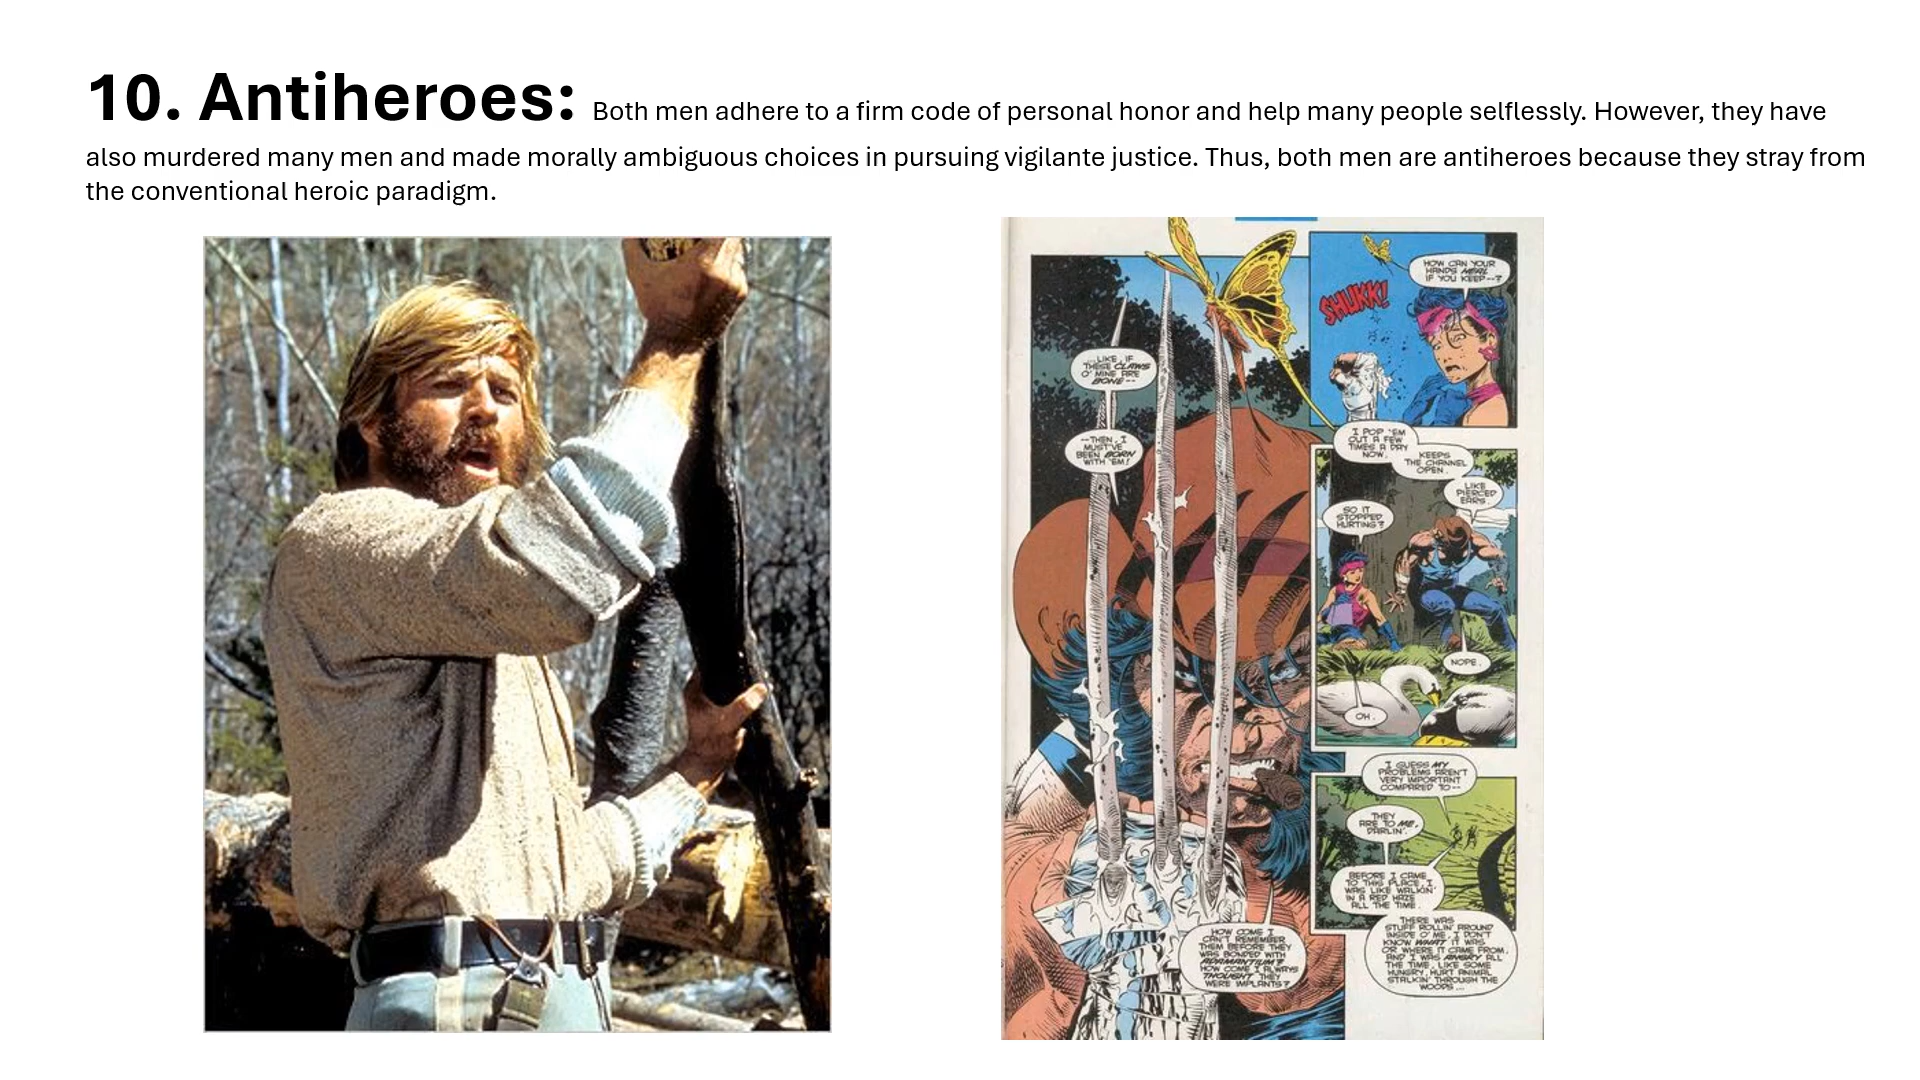 10. Antiheroes: Both men adhere to a firm code of personal honor and help many people selflessly. However, they have
also murdered many men and made morally ambiguous choices in pursuing vigilante justice. Thus, both men are antiheroes because they stray from
the conventional heroic paradigm.
...LIKE, IF
THESE CLAWS
O' MINE ARE
BONE--
--THEN, I
MUST'VE
BEEN BORN
WITH 'EM!
HOW COME I
CAN'T REMEMBER
THEM BEFORE THEY
WAS BONDED WITH
ADAMANTIUM?
HOW COME I ALWAYS
THOUGHT THEY
WERE IMPLANTS?
HOW CAN YOUR
HANDS HEAL
IF YOU KEEP--?
SHUKK!
I POP 'EM
OUT A FEW
TIMES A DAY
NOW.
KEEPS
THE CHANNEL
OPEN.
LIKE
PIERCED
EARS.
SO IT
STOPPED
HURTING?
NOPE.
OH.
I GUESS MY
PROBLEMS AREN'T
VERY IMPORTANT
COMPARED TO--
THEY
ARE TO ME,
DARLIN'.
BEFORE I CAME
TO THIS PLACE, I
WAS LIKE WALKIN'
IN A RED HAZE
ALL THE TIME.
THERE WAS
STUFF ROLLIN' AROUND
INSIDE O' ME, I DON'T
KNOW WHAT IT WAS
OR WHERE IT CAME FROM,
AND I WAS ANGRY ALL
THE TIME, LIKE SOME
HUNGRY, HURT ANIMAL
STALKIN' THROUGH THE
WOODS...